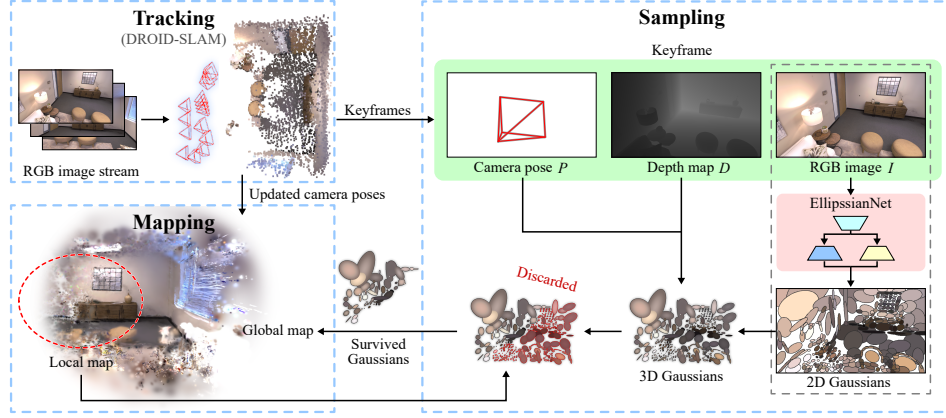 Tracking
(DROID-SLAM)
RGB image stream
Keyframes
Updated camera poses
Sampling
Keyframe
Camera pose P
Depth map D
RGB image I
EllipssianNet
2D Gaussians
3D Gaussians
Discarded
Survived
Gaussians
Mapping
Global map
Local map